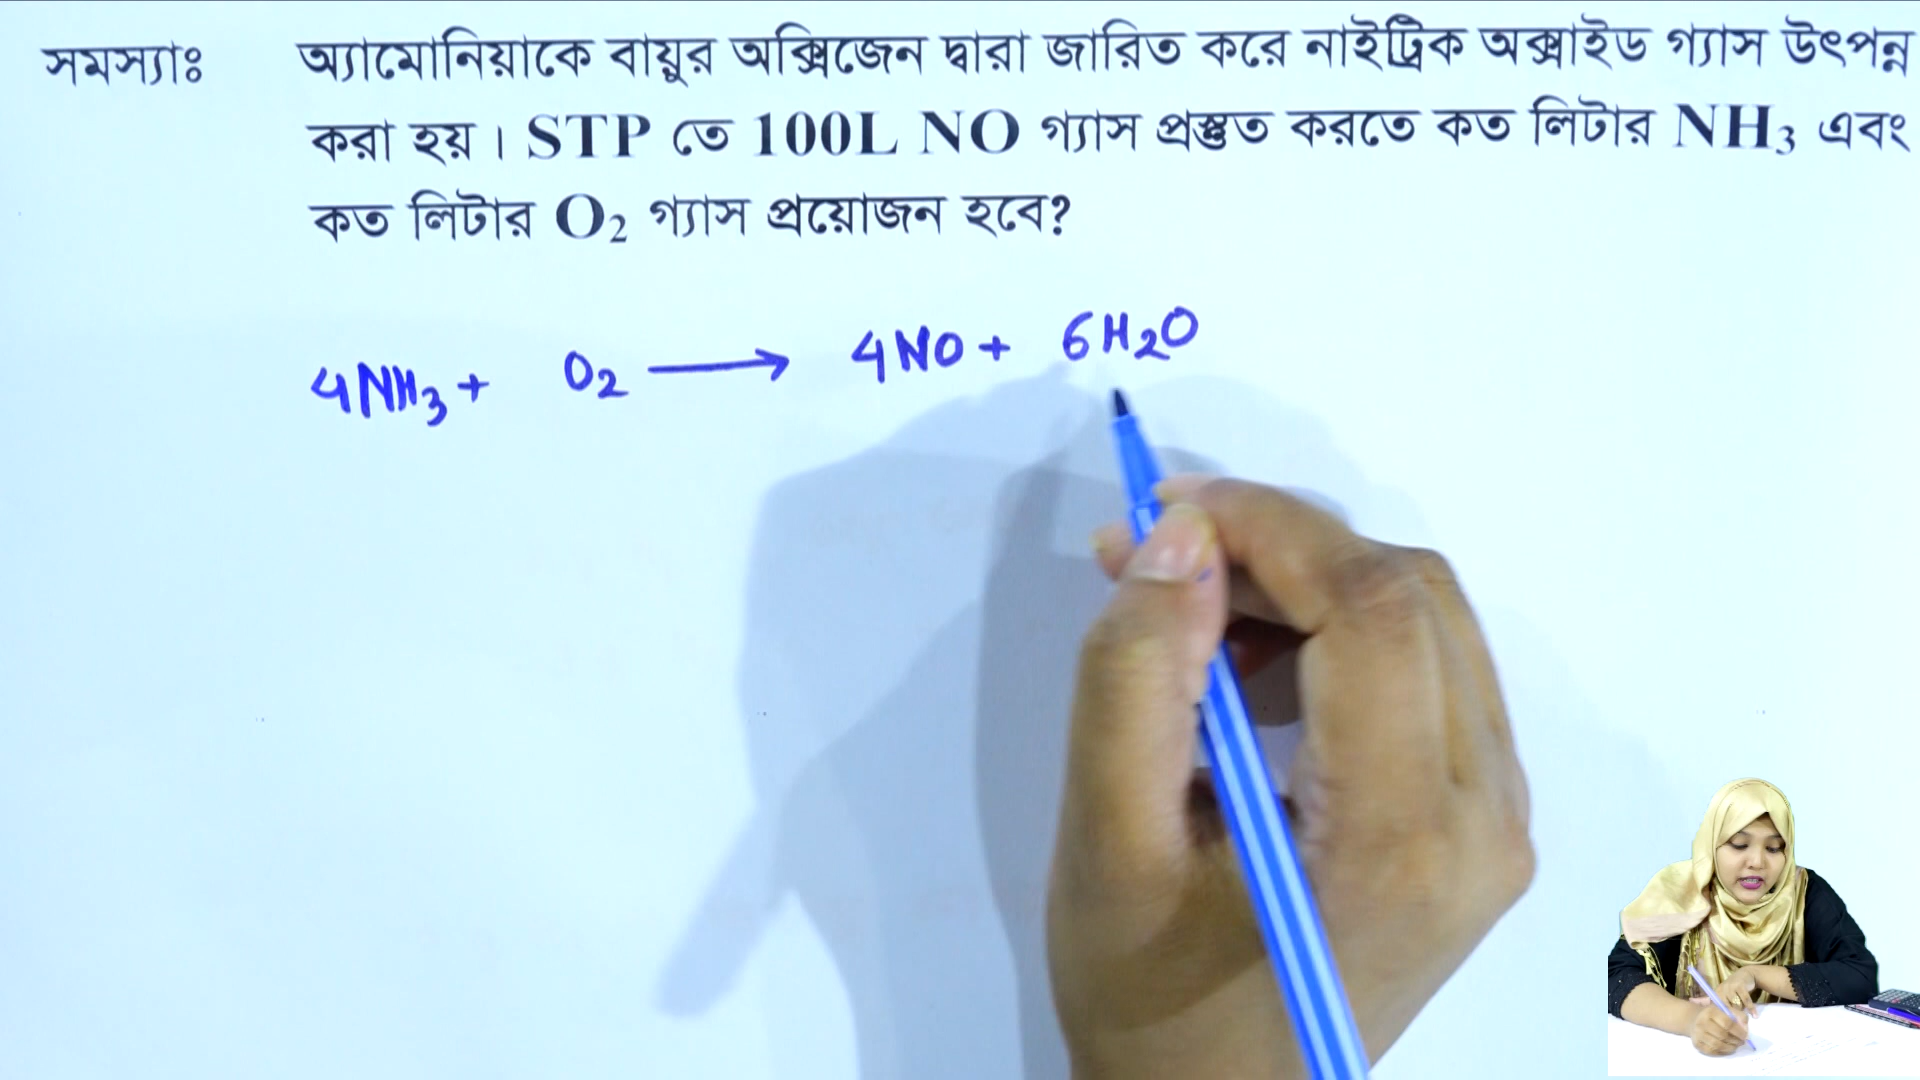 সমস্যাঃ অ্যামোনিয়াকে বায়ুর অক্সিজেন দ্বারা জারিত করে নাইট্রিক অক্সাইড গ্যাস উৎপন্ন
করা হয়। STP তে 100L NO গ্যাস প্রস্তুত করতে কত লিটার NH₃ এবং
কত লিটার O₂ গ্যাস প্রয়োজন হবে?
4NH₃ + O₂ ⟶ 4NO + 6H₂O